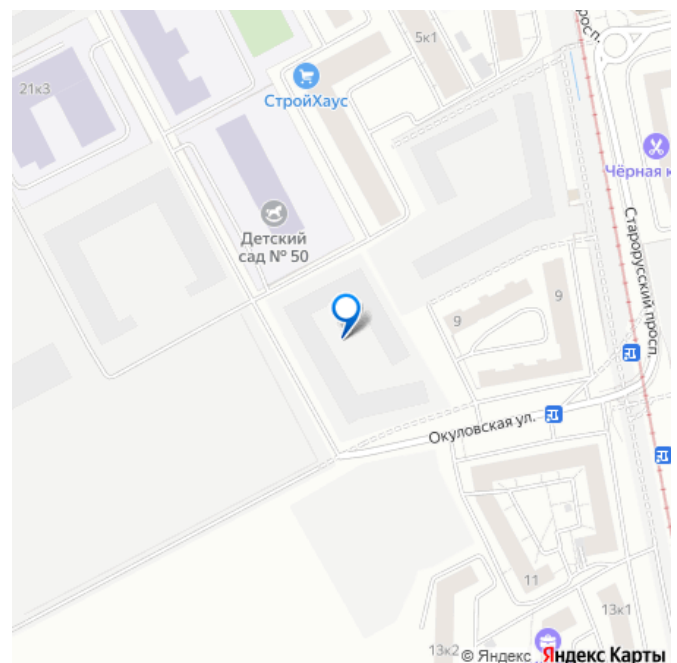 просп.
5к1
21к3
СтройХаус
Чёрная к
Детский
сад № 50
Старорусский просп.
9
9
Окуловская ул.
11
13к1
13к2
© Яндекс
Яндекс Карты